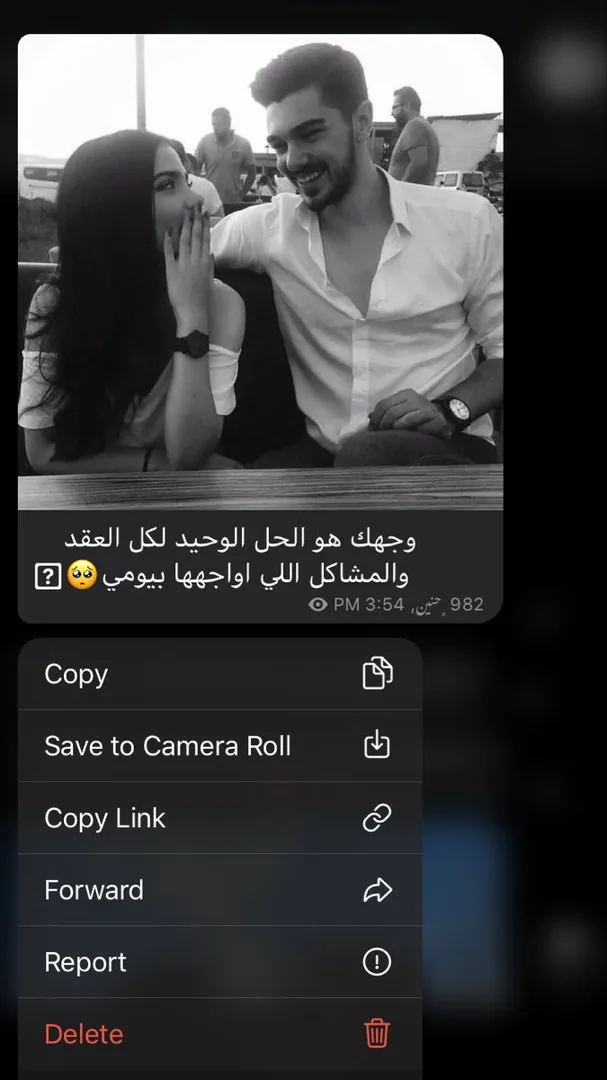 وجهك هو الحل الوحيد لكل العقد
والمشاكل اللي اواجهها بيومي🥺
982 حنين, 3:54 PM
Copy
Save to Camera Roll
Copy Link
Forward
Report
Delete